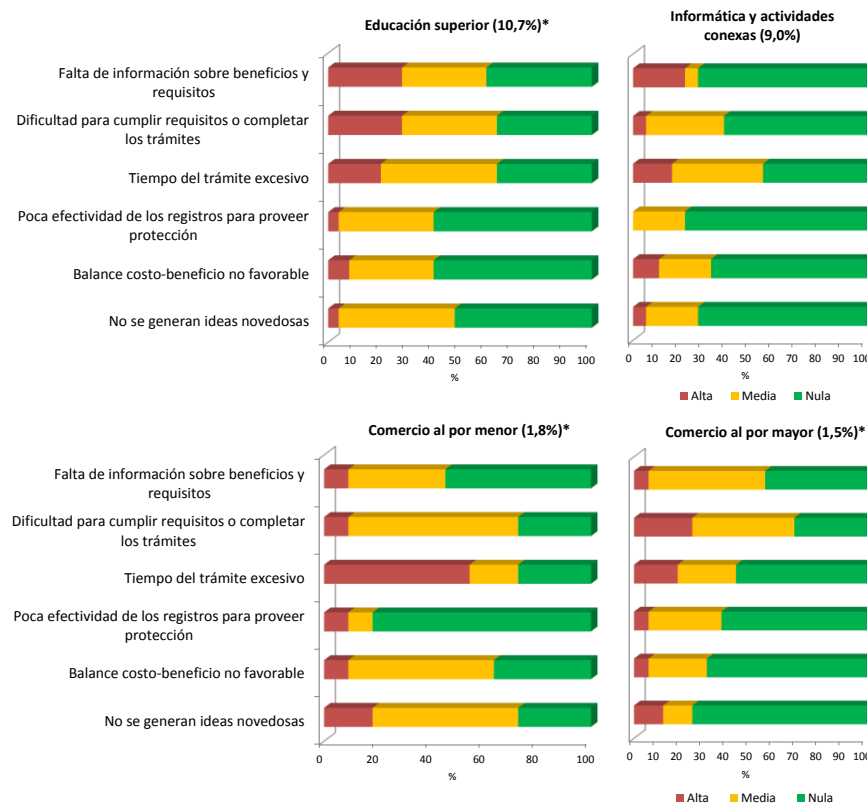 Educación superior (10,7%)*
Informática y actividades
conexas (9,0%)
Falta de información sobre beneficios y
requisitos
Dificultad para cumplir requisitos o completar
los trámites
Tiempo del trámite excesivo
Poca efectividad de los registros para proveer
protección
Balance costo-beneficio no favorable
No se generan ideas novedosas
0 10 20 30 40 50 60 70 80 90 100
%
0 10 20 30 40 50 60 70 80 90 100
%
Alta Media Nula
Comercio al por menor (1,8%)*
Comercio al por mayor (1,5%)*
Falta de información sobre beneficios y
requisitos
Dificultad para cumplir requisitos o completar
los trámites
Tiempo del trámite excesivo
Poca efectividad de los registros para proveer
protección
Balance costo-beneficio no favorable
No se generan ideas novedosas
0 20 40 60 80 100
%
0 10 20 30 40 50 60 70 80 90 100
%
Alta Media Nula